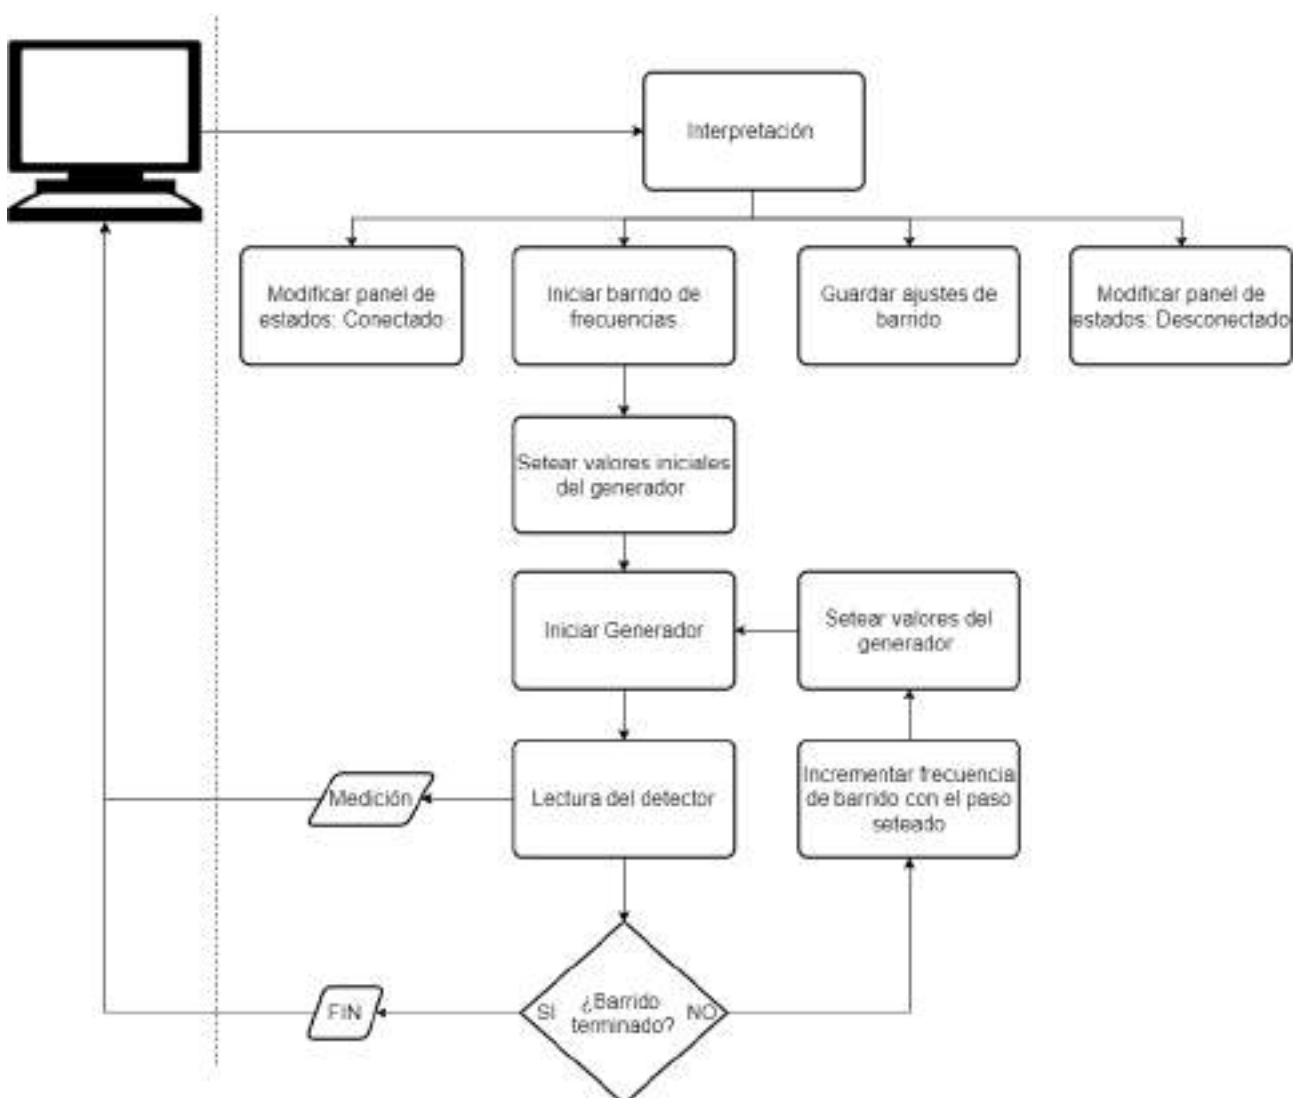 Interpretación
Modificar panel de
estados: Conectado
Iniciar barrido de
frecuencias
Guardar ajustes de
barrido
Modificar panel de
estados: Desconectado
Setear valores iniciales
del generador
Iniciar Generador
Setear valores del
generador
Medición
Lectura del detector
Incrementar frecuencia
de barrido con el paso
seteado
FIN
SI
¿Barrido
terminado?
NO